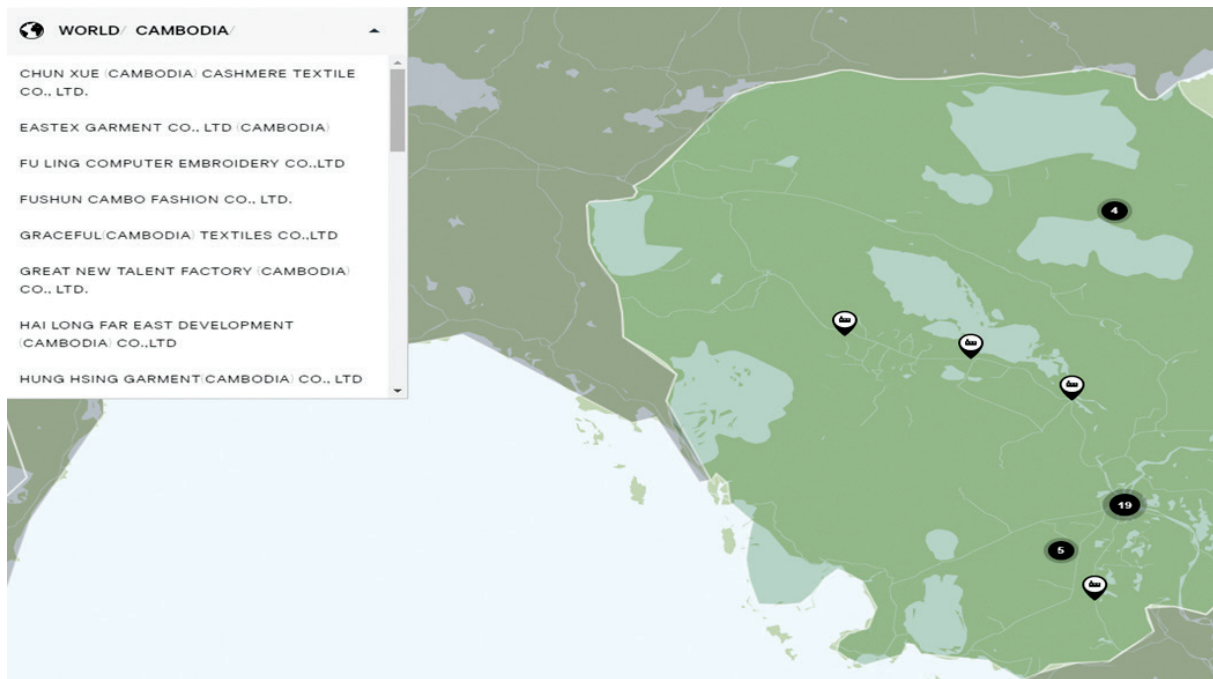 WORLD/ CAMBODIA/
CHUN XUE (CAMBODIA) CASHMERE TEXTILE
CO., LTD.
EASTEX GARMENT CO., LTD (CAMBODIA)
FU LING COMPUTER EMBROIDERY CO.,LTD
FUSHUN CAMBO FASHION CO., LTD.
GRACEFUL(CAMBODIA) TEXTILES CO.,LTD
GREAT NEW TALENT FACTORY (CAMBODIA)
CO., LTD.
HAI LONG FAR EAST DEVELOPMENT
(CAMBODIA) CO.,LTD
HUNG HSING GARMENT(CAMBODIA) CO., LTD
4
19
5